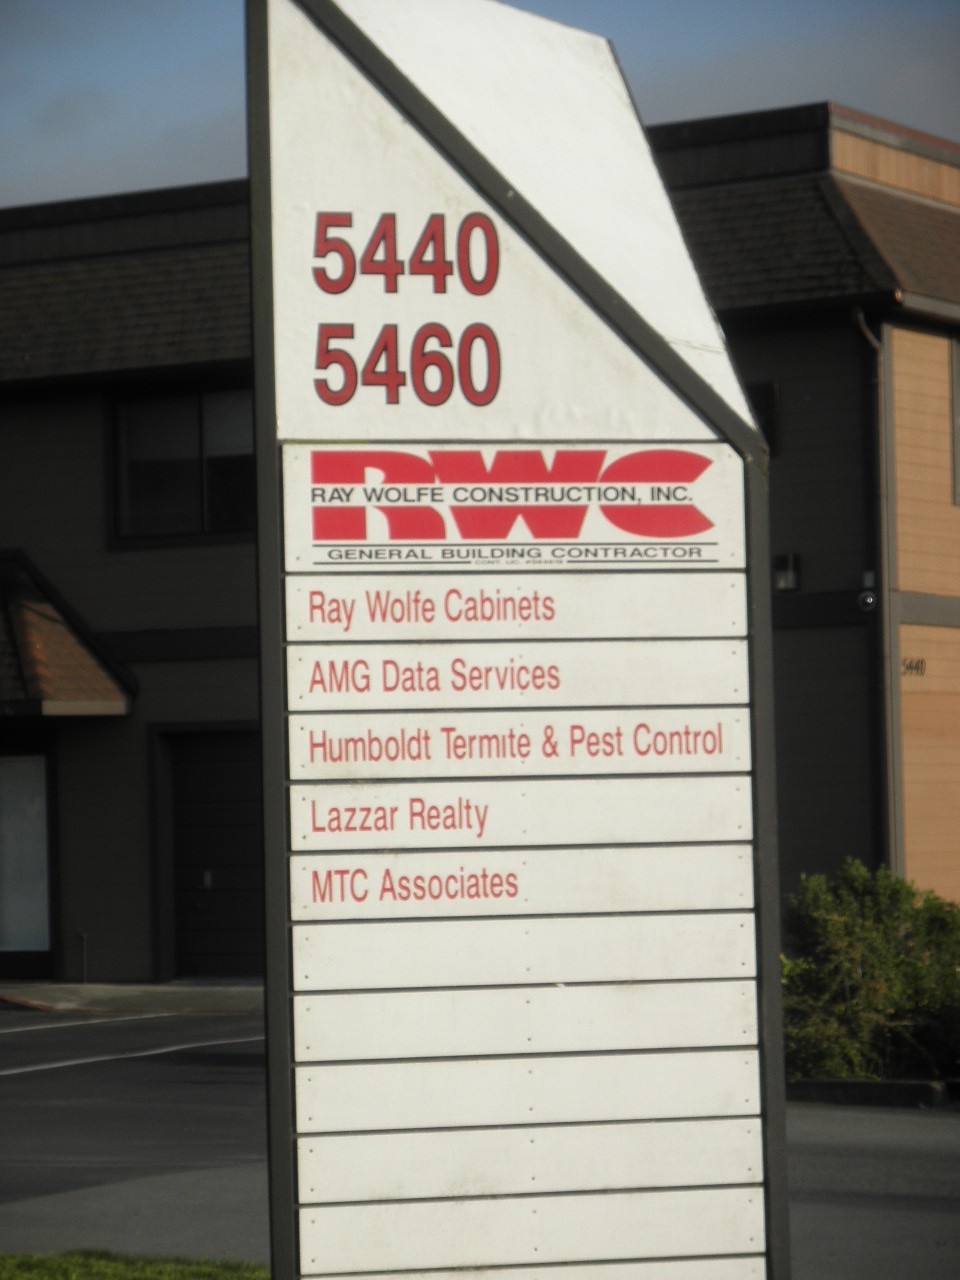 5440
5460
RWC
RAY WOLFE CONSTRUCTION, INC.
GENERAL BUILDING CONTRACTOR
Ray Wolfe Cabinets
AMG Data Services
Humboldt Termite & Pest Control
Lazzar Realty
MTC Associates
5440